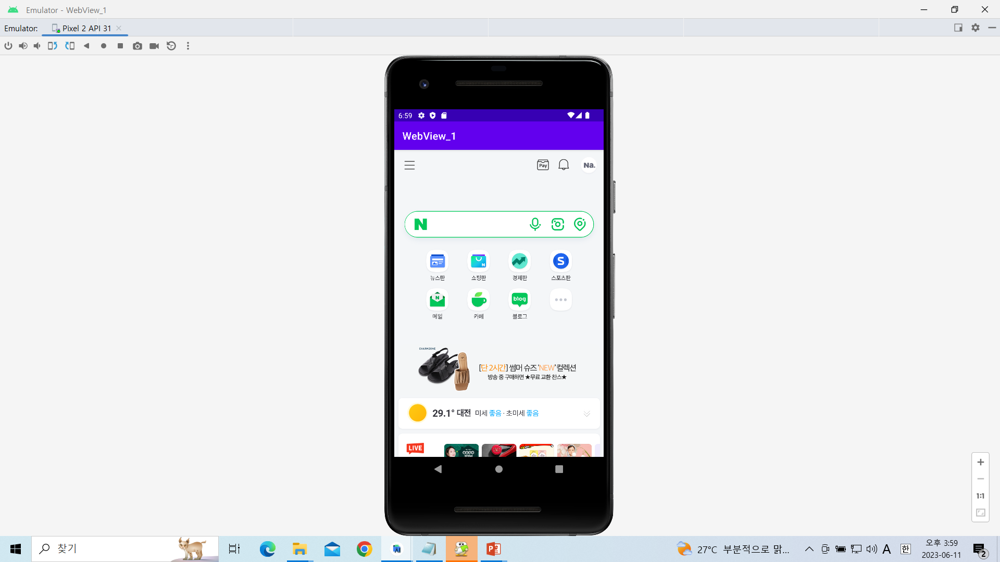 Emulator - WebView_1
Emulator: Pixel 2 API 31
6:59
WebView_1
Pay
Na.
N
뉴스판 쇼핑판 경제판 스포츠판
blog
메일 카페 블로그
CHARMZONE
[단 2시간] 썸머 슈즈 'NEW' 컬렉션
방송 중 구매하면 ★무료 교환 찬스★
29.1° 대전 미세 좋음 · 초미세 좋음
LIVE
1:1
찾기
27°C 부분적으로 맑...
A 한
오후 3:59
2023-06-11
2